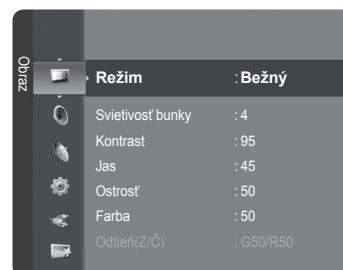 Obraz
Režim : Bežný
Svietivosť bunky : 4
Kontrast : 95
Jas : 45
Ostrosť : 50
Farba : 50
Odtieň(Z/Č) : G50/R50